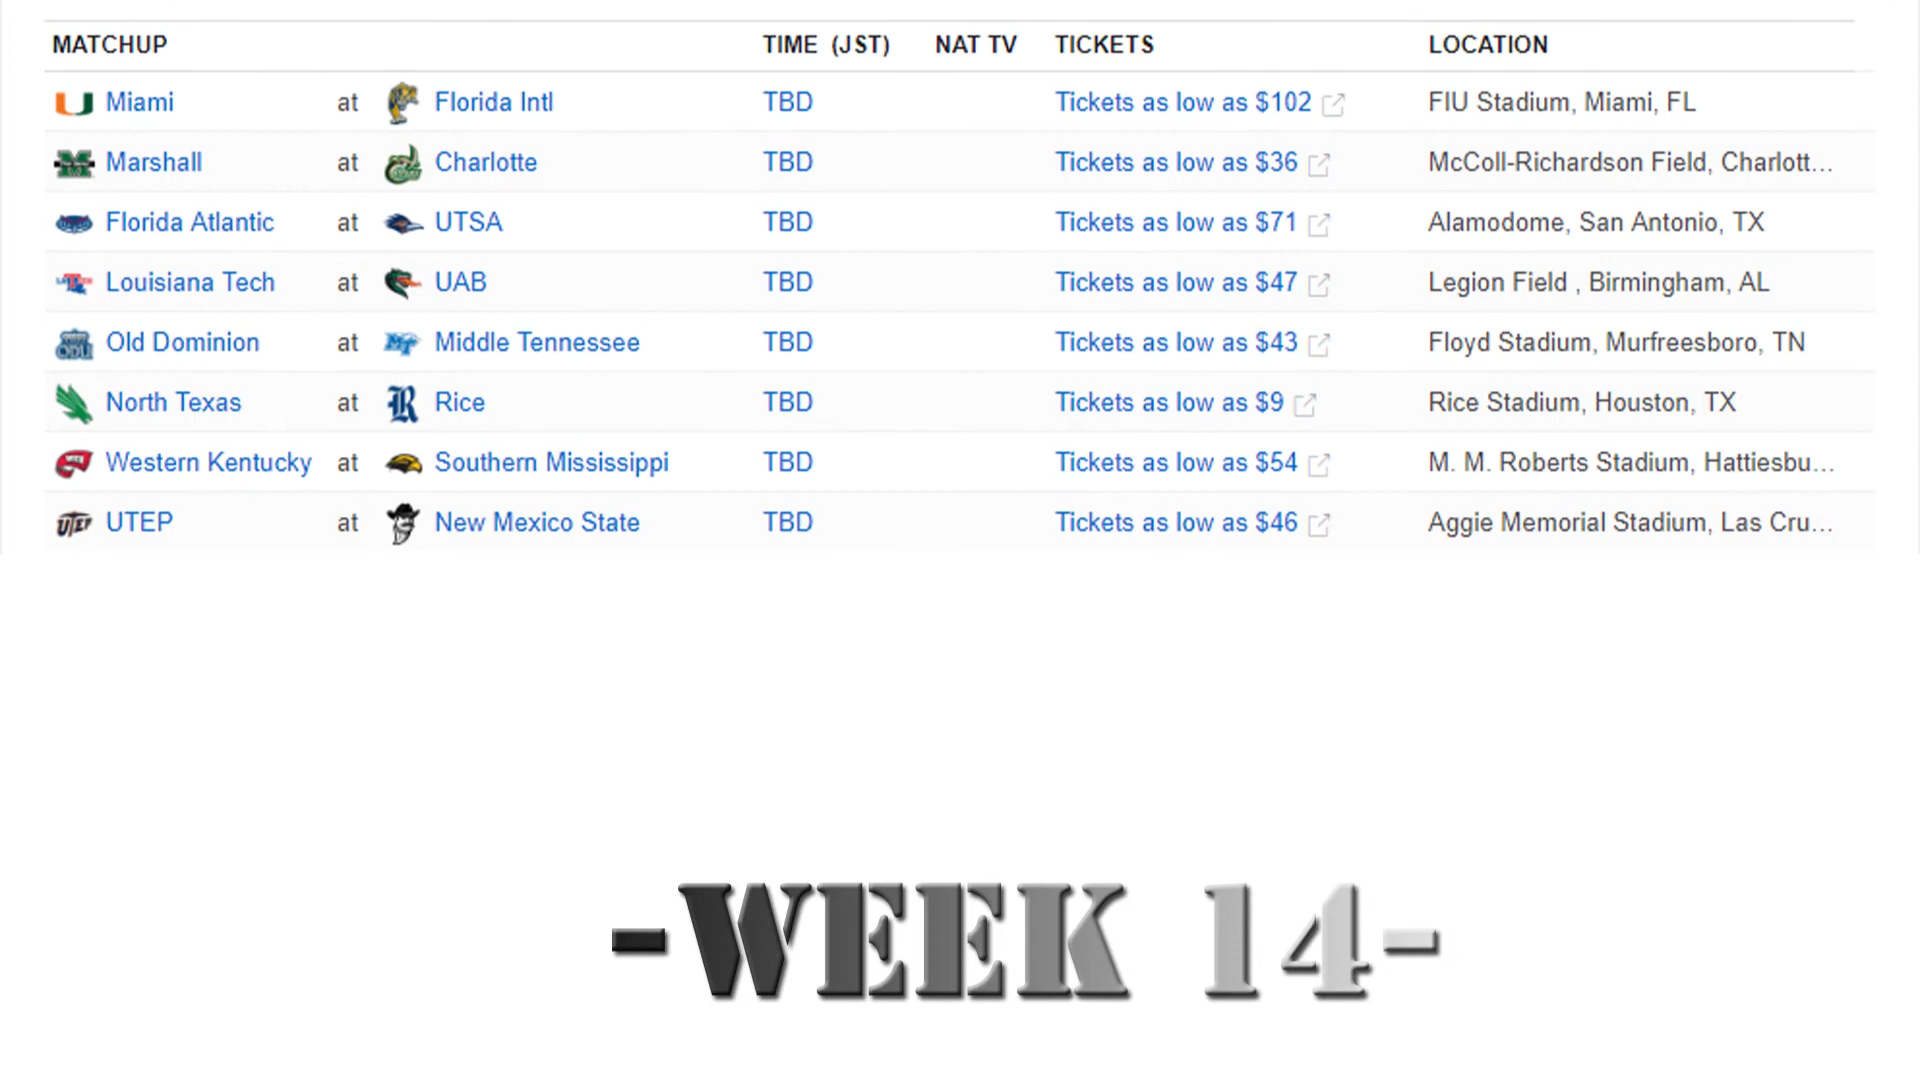 MATCHUP TIME (JST) NAT TV TICKETS LOCATION
Miami at Florida Intl TBD Tickets as low as $102 FIU Stadium, Miami, FL
Marshall at Charlotte TBD Tickets as low as $36 McColl-Richardson Field, Charlott...
Florida Atlantic at UTSA TBD Tickets as low as $71 Alamodome, San Antonio, TX
Louisiana Tech at UAB TBD Tickets as low as $47 Legion Field , Birmingham, AL
Old Dominion at Middle Tennessee TBD Tickets as low as $43 Floyd Stadium, Murfreesboro, TN
North Texas at Rice TBD Tickets as low as $9 Rice Stadium, Houston, TX
Western Kentucky at Southern Mississippi TBD Tickets as low as $54 M. M. Roberts Stadium, Hattiesbu...
UTEP at New Mexico State TBD Tickets as low as $46 Aggie Memorial Stadium, Las Cru...
-WEEK 14-